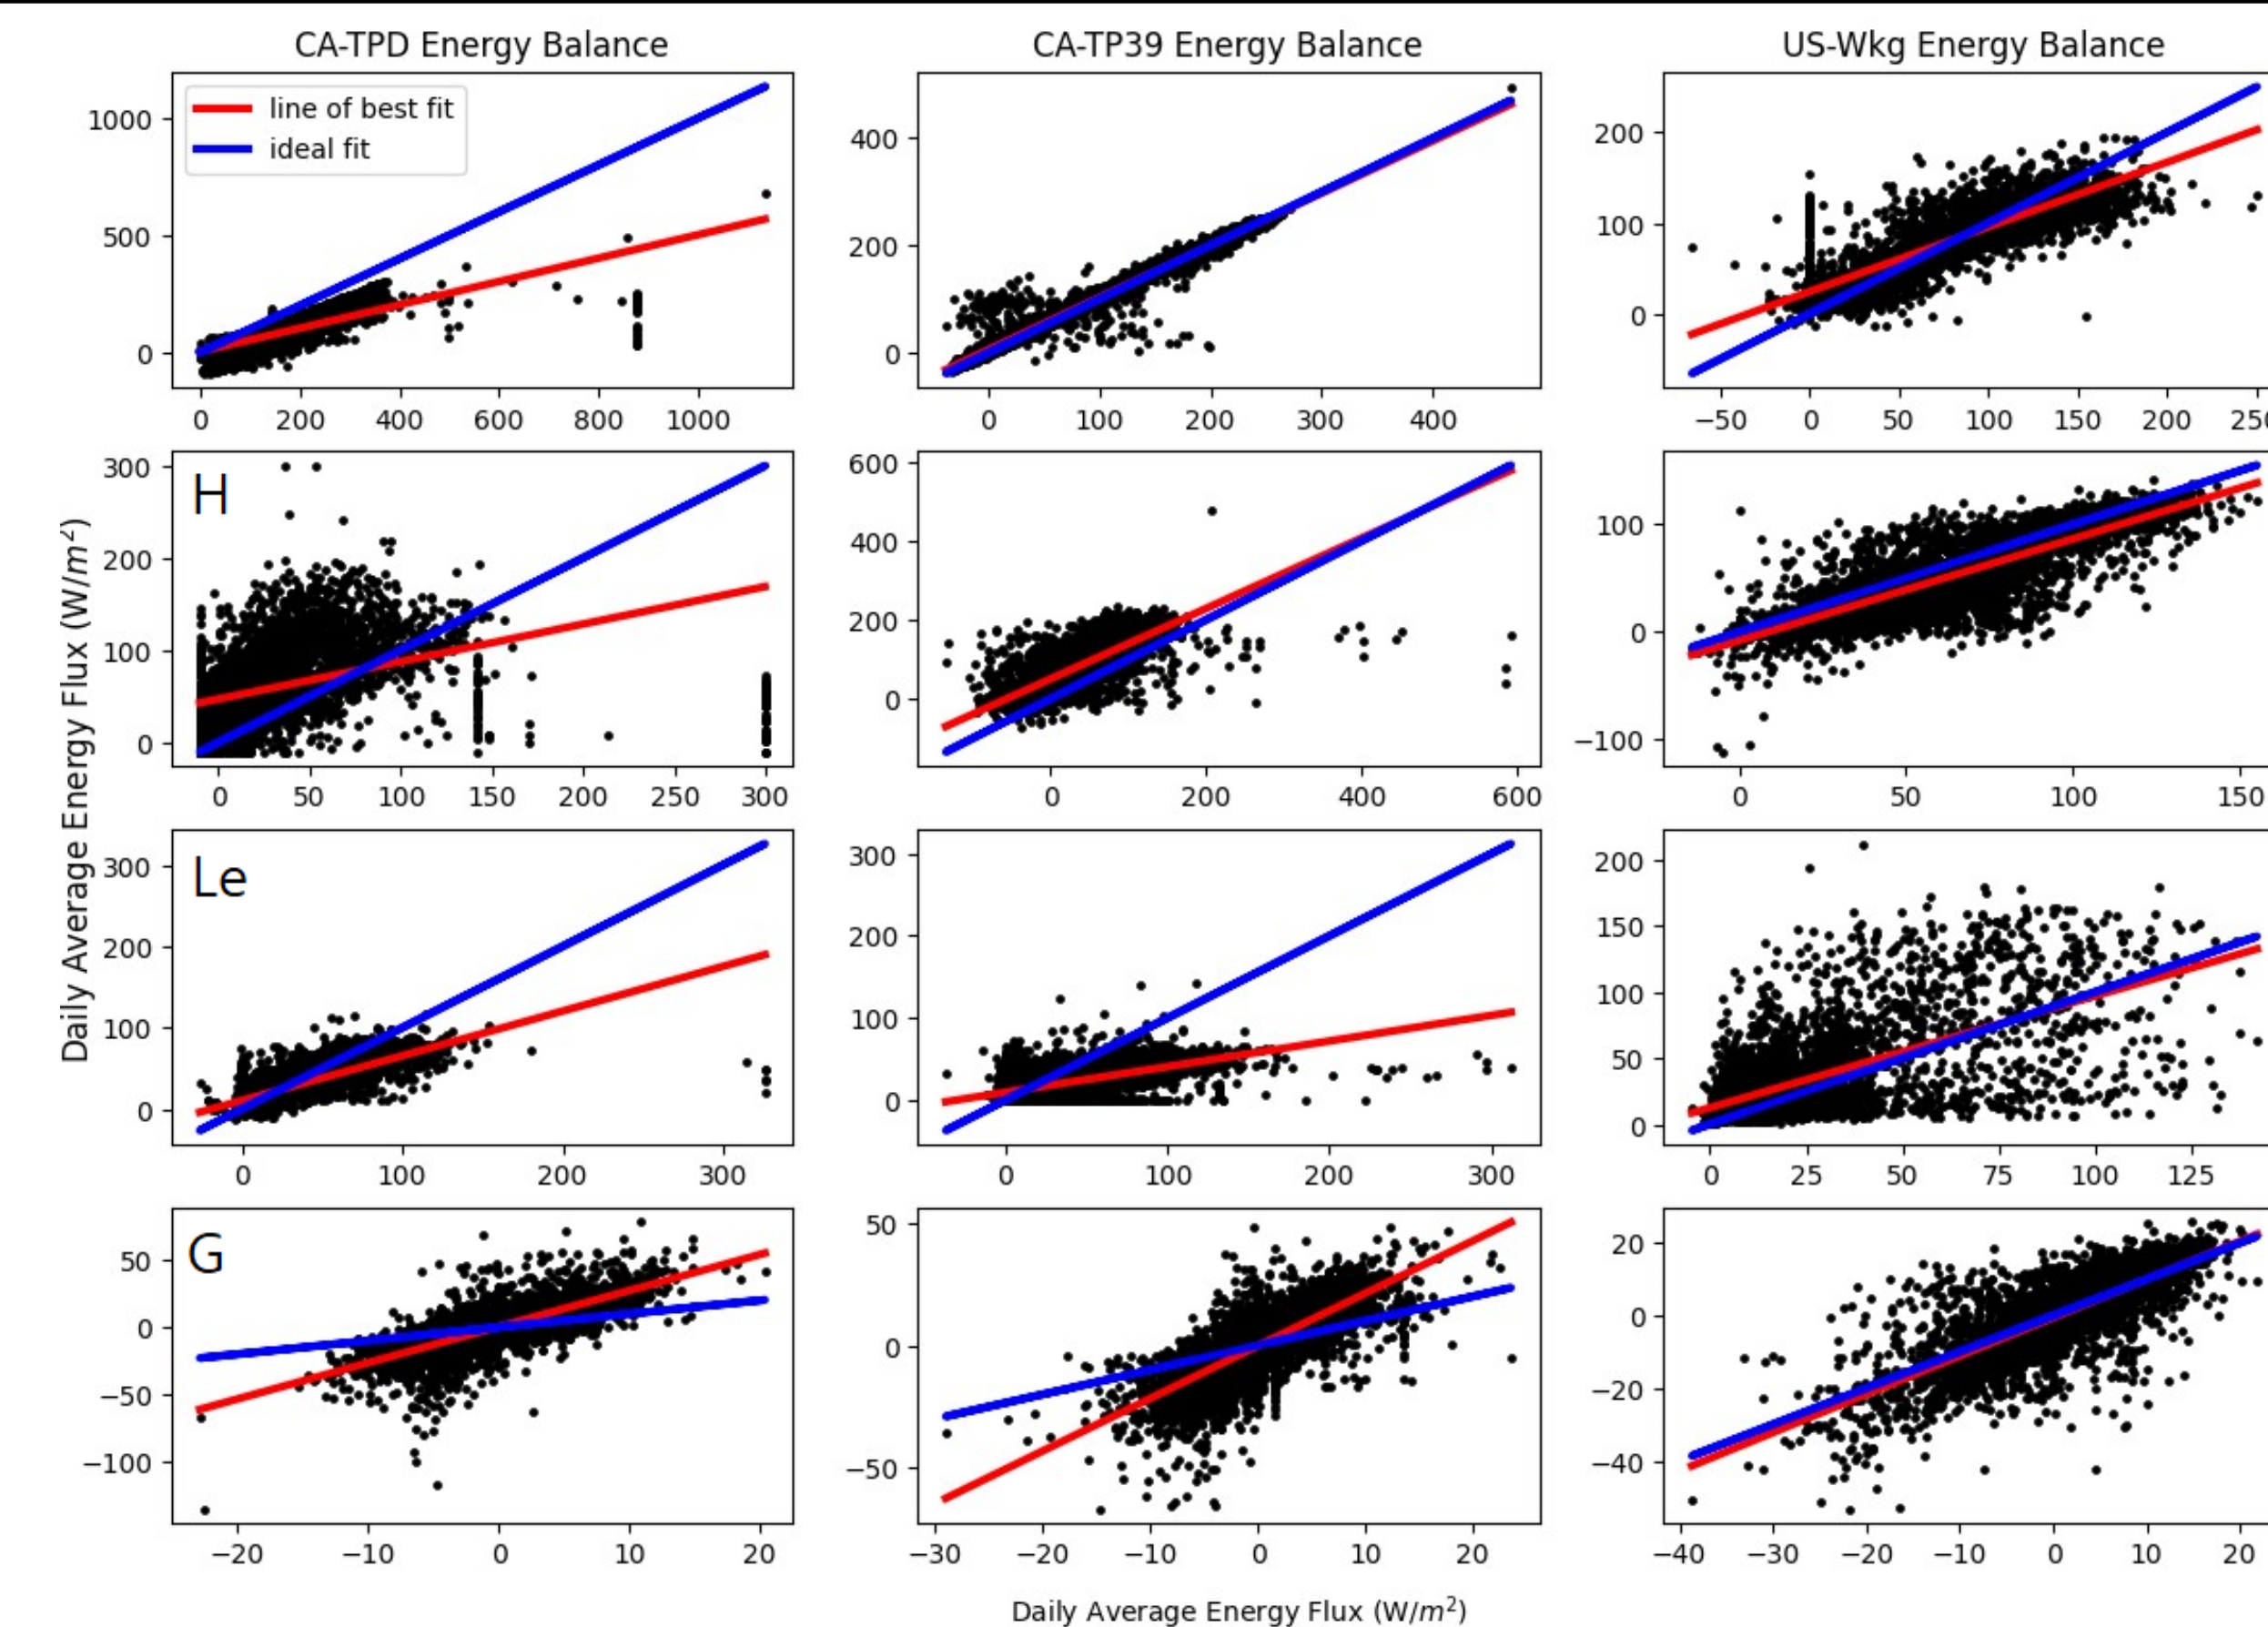 CA-TPD Energy Balance
CA-TP39 Energy Balance
US-Wkg Energy Balance
line of best fit
ideal fit
1000
500
0
0 200 400 600 800 1000
400
200
0
0 100 200 300 400
200
100
0
−50 0 50 100 150 200
H
300
200
100
0
0 50 100 150 200 250 300
600
400
200
0
0 200 400 600
100
0
−100
0 50 100 150
Daily Average Energy Flux (W/m²)
Le
300
200
100
0
0 100 200 300
300
200
100
0
0 100 200 300
200
150
100
50
0
0 25 50 75 100 125
G
50
0
−50
−100
−20 −10 0 10 20
50
0
−50
−30 −20 −10 0 10 20
20
0
−20
−40
−40 −30 −20 −10 0 10 20
Daily Average Energy Flux (W/m²)